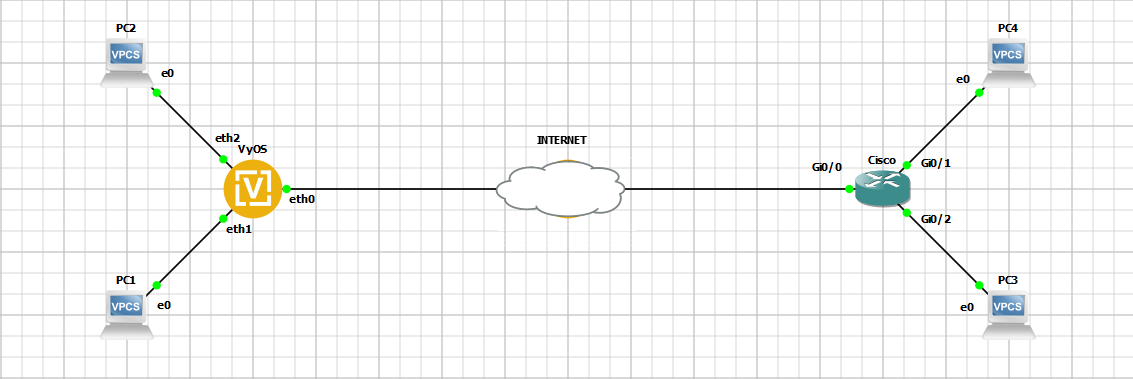 PC2
VPCS
e0
eth2
VyOS
V
eth0
eth1
PC1
VPCS
e0
INTERNET
PC4
VPCS
e0
Gi0/1
Cisco
Gi0/0
Gi0/2
PC3
VPCS
e0